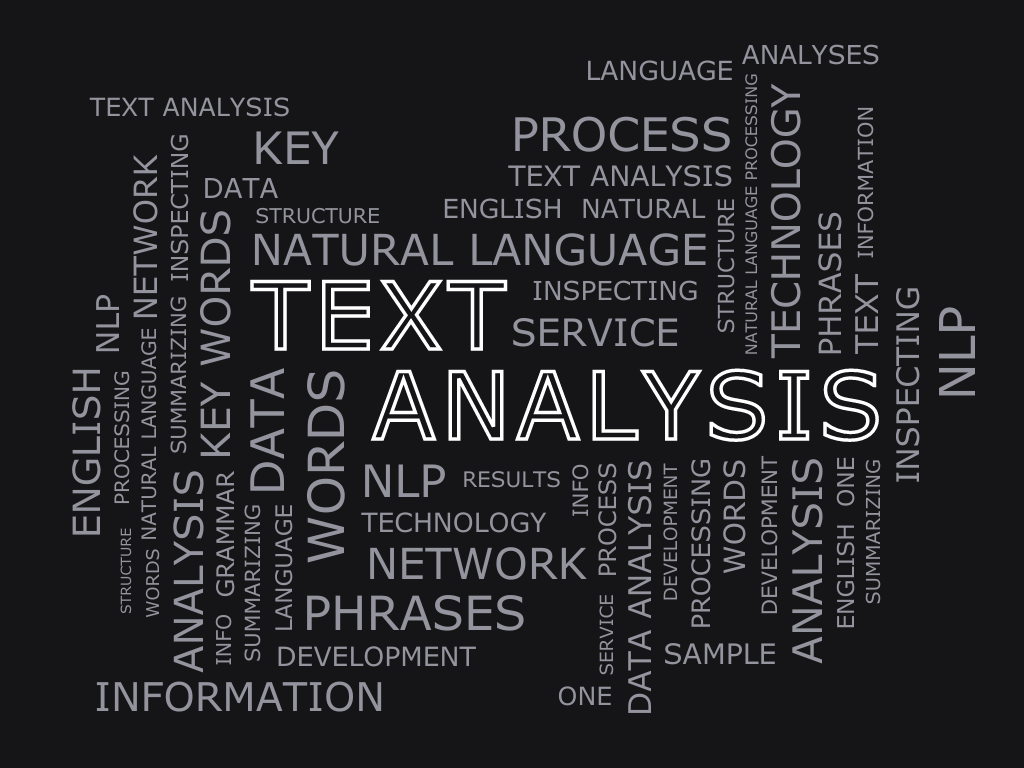 ANALYSES
LANGUAGE
TEXT ANALYSIS
KEY
PROCESS
TEXT ANALYSIS
DATA
STRUCTURE
ENGLISH
NATURAL
NATURAL LANGUAGE
TEXT
INSPECTING
SERVICE
ANALYSIS
NLP
RESULTS
TECHNOLOGY
NETWORK
PHRASES
DEVELOPMENT
SAMPLE
INFORMATION
ONE
ENGLISH
NLP
PROCESSING
STRUCTURE
NETWORK
NATURAL LANGUAGE
WORDS
INSPECTING
SUMMARIZING
ANALYSIS
KEY WORDS
GRAMMAR
INFO
SUMMARIZING
DATA
LANGUAGE
WORDS
INFO
PROCESS
SERVICE
DATA ANALYSIS
DEVELOPMENT
PROCESSING
STRUCTURE
WORDS
NATURAL LANGUAGE PROCESSING
DEVELOPMENT
TECHNOLOGY
ANALYSIS
PHRASES
ONE
ENGLISH
INFORMATION
TEXT
SUMMARIZING
INSPECTING
NLP